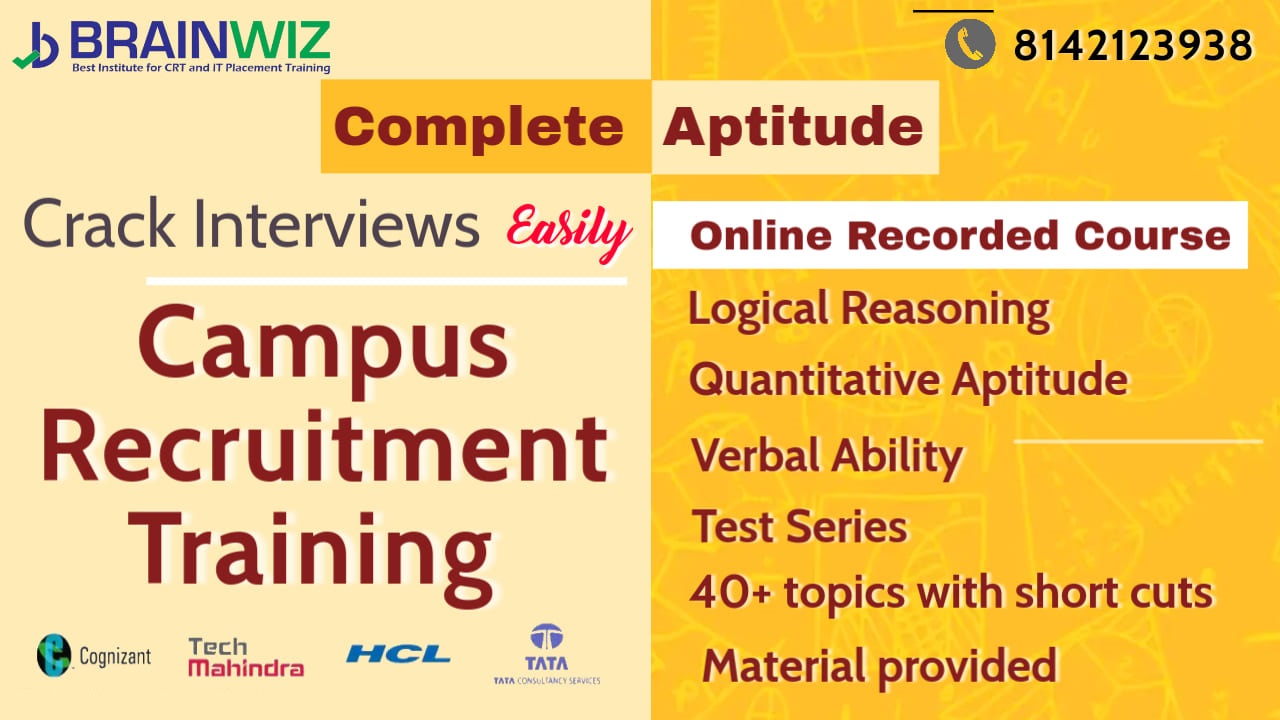 BRAINWIZ
Best Institute for CRT and IT Placement Training
8142123938
Complete Aptitude
Crack Interviews Easily
Campus
Recruitment
Training
Cognizant
Tech
Mahindra
HCL
TATA
TATA CONSULTANCY SERVICES
Online Recorded Course
Logical Reasoning
Quantitative Aptitude
Verbal Ability
Test Series
40+ topics with short cuts
Material provided